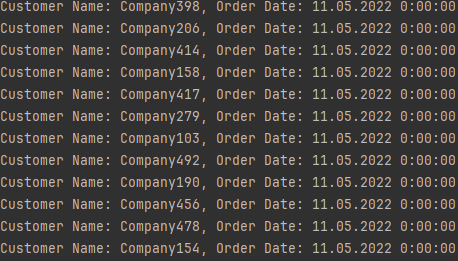 Customer Name: Company398, Order Date: 11.05.2022 0:00:00
Customer Name: Company206, Order Date: 11.05.2022 0:00:00
Customer Name: Company414, Order Date: 11.05.2022 0:00:00
Customer Name: Company158, Order Date: 11.05.2022 0:00:00
Customer Name: Company417, Order Date: 11.05.2022 0:00:00
Customer Name: Company279, Order Date: 11.05.2022 0:00:00
Customer Name: Company103, Order Date: 11.05.2022 0:00:00
Customer Name: Company492, Order Date: 11.05.2022 0:00:00
Customer Name: Company190, Order Date: 11.05.2022 0:00:00
Customer Name: Company456, Order Date: 11.05.2022 0:00:00
Customer Name: Company478, Order Date: 11.05.2022 0:00:00
Customer Name: Company154, Order Date: 11.05.2022 0:00:00